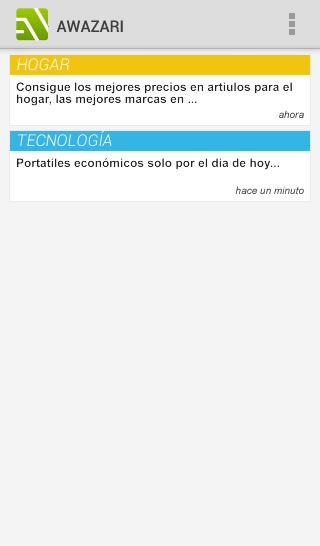 AWAZARI
HOGAR
Consigue los mejores precios en artiulos para el
hogar, las mejores marcas en ...
ahora
TECNOLOGÍA
Portatiles económicos solo por el dia de hoy...
hace un minuto